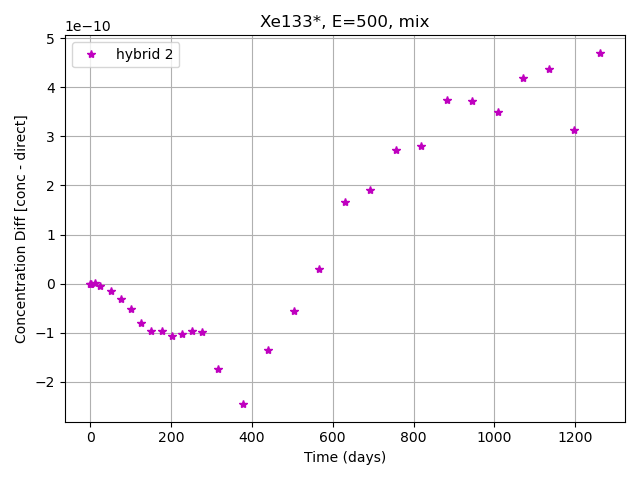 Xe133*, E=500, mix
1e−10
hybrid 2
5
4
3
2
1
0
−1
−2
Concentration Diff [conc - direct]
0 200 400 600 800 1000 1200
Time (days)